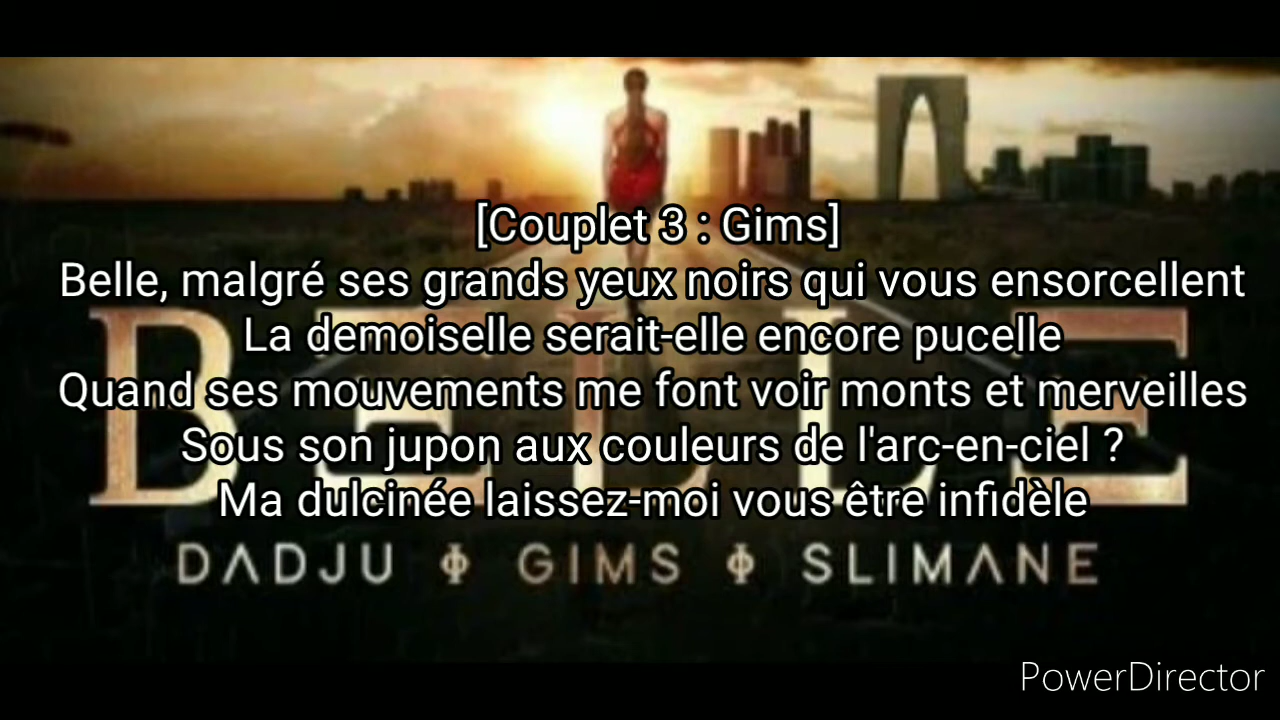 [Couplet 3 : Gims]
Belle, malgré ses grands yeux noirs qui vous ensorcellent
La demoiselle serait-elle encore pucelle
Quand ses mouvements me font voir monts et merveilles
Sous son jupon aux couleurs de l'arc-en-ciel ?
Ma dulcinée laissez-moi vous être infidèle
BELLE
DADJU Φ GIMS Φ SLIMANE
PowerDirector